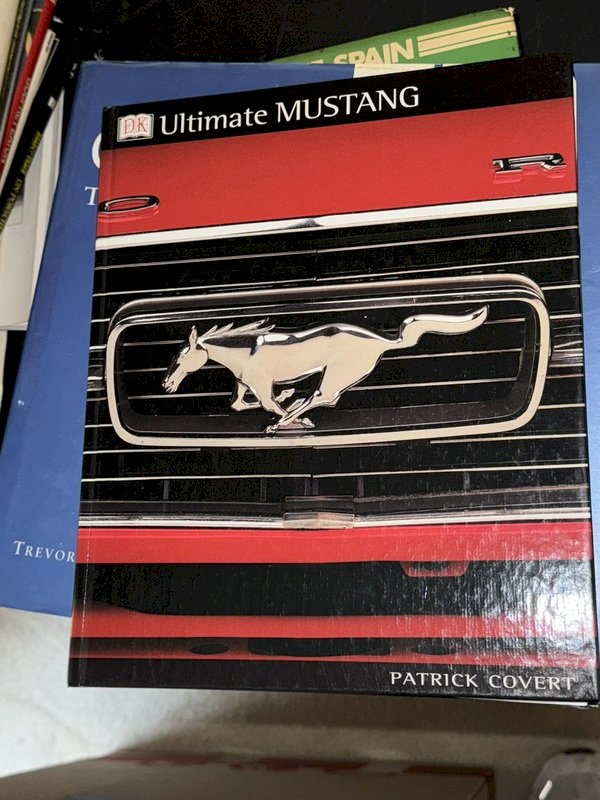 SPAIN
DK Ultimate MUSTANG
O R
T
TREVOR
PATRICK COVERT